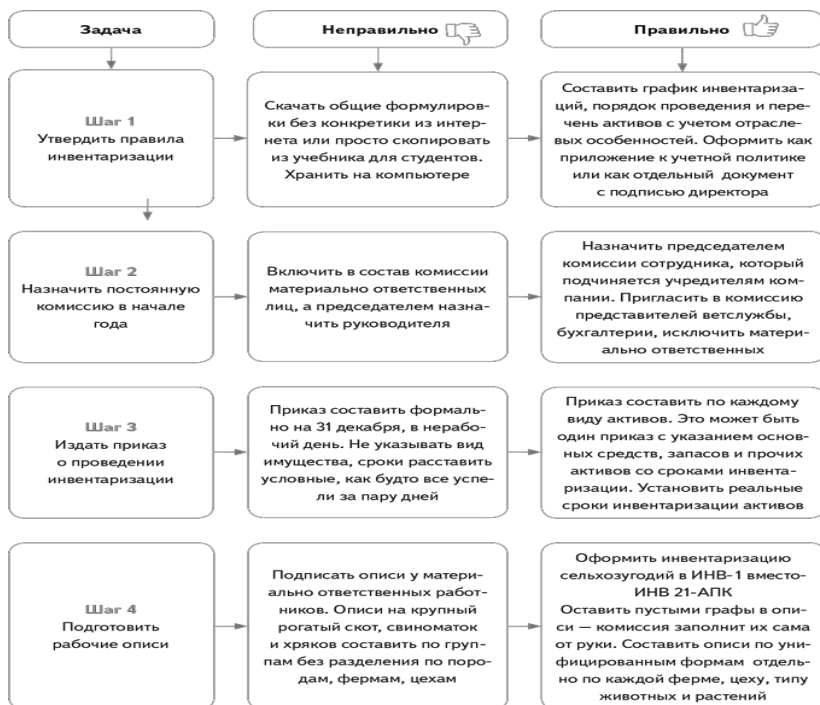 Задача
Неправильно
Правильно
Шаг 1
Утвердить правила
инвентаризации
Скачать общие формулиров-
ки без конкретики из интер-
нета или просто скопировать
из учебника для студентов.
Хранить на компьютере
Составить график инвентариза-
ций, порядок проведения и пере-
чень активов с учетом отрасле-
вых особенностей. Оформить как
приложение к учетной политике
или как отдельный документ
с подписью директора
Шаг 2
Назначить постоянную
комиссию в начале
года
Включить в состав комиссии
материально ответственных
лиц, а председателем назна-
чить руководителя
Назначить председателем
комиссии сотрудника, который
подчиняется учредителям ком-
пании. Пригласить в комиссию
представителей ветслужбы,
бухгалтерии, исключить матери-
ально ответственных
Шаг 3
Издать приказ
о проведении
инвентаризации
Приказ составить формаль-
но на 31 декабря, в нерабо-
чий день. Не указывать вид
имущества, сроки расставить
условные, как будто все успе-
ли за пару дней
Приказ составить по каждому
виду активов. Это может быть
один приказ с указанием основ-
ных средств, запасов и прочих
активов со сроками инвента-
ризации. Установить реальные
сроки инвентаризации активов
Шаг 4
Подготовить
рабочие описи
Подписать описи у матери-
ально ответственных работ-
ников. Описи на крупный
рогатый скот, свиноматок
и хряков составить по груп-
пам без разделения по поро-
дам, фермам, цехам
Оформить инвентаризацию
сельхозугодий в ИНВ-1 вместо-
ИНВ 21-АПК
Оставить пустыми графы в опи-
си — комиссия заполнит их сама
от руки. Составить описи по уни-
фицированным формам отдель-
но по каждой ферме, цеху, типу
животных и растений